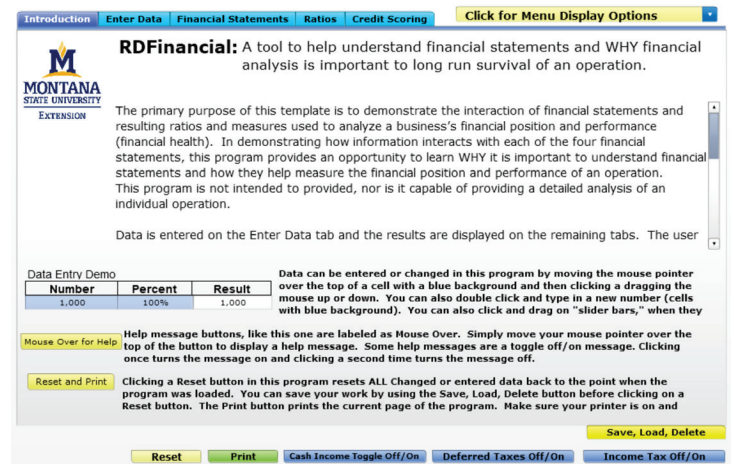 Introduction Enter Data Financial Statements Ratios Credit Scoring Click for Menu Display Options
RDFinancial: A tool to help understand financial statements and WHY financial
analysis is important to long run survival of an operation.
M
MONTANA
STATE UNIVERSITY
EXTENSION
The primary purpose of this template is to demonstrate the interaction of financial statements and
resulting ratios and measures used to analyze a business's financial position and performance
(financial health). In demonstrating how information interacts with each of the four financial
statements, this program provides an opportunity to learn WHY it is important to understand financial
statements and how they help measure the financial position and performance of an operation.
This program is not intended to provided, nor is it capable of providing a detailed analysis of an
individual operation.
Data is entered on the Enter Data tab and the results are displayed on the remaining tabs. The user
Data Entry Demo
Number Percent Result
1,000 100% 1,000
Data can be entered or changed in this program by moving the mouse pointer
over the top of a cell with a blue background and then clicking a dragging the
mouse up or down. You can also double click and type in a new number (cells
with blue background). You can also click and drag on "slider bars," when they
Mouse Over for Help
Help message buttons, like this one are labeled as Mouse Over. Simply move your mouse pointer over the
top of the button to display a help message. Some help messages are a toggle off/on message. Clicking
once turns the message on and clicking a second time turns the message off.
Reset and Print
Clicking a Reset button in this program resets ALL Changed or entered data back to the point when the
program was loaded. You can save your work by using the Save, Load, Delete button before clicking on a
Reset button. The Print button prints the current page of the program. Make sure your printer is on and
Save, Load, Delete
Reset Print Cash Income Toggle Off/On Deferred Taxes Off/On Income Tax Off/On